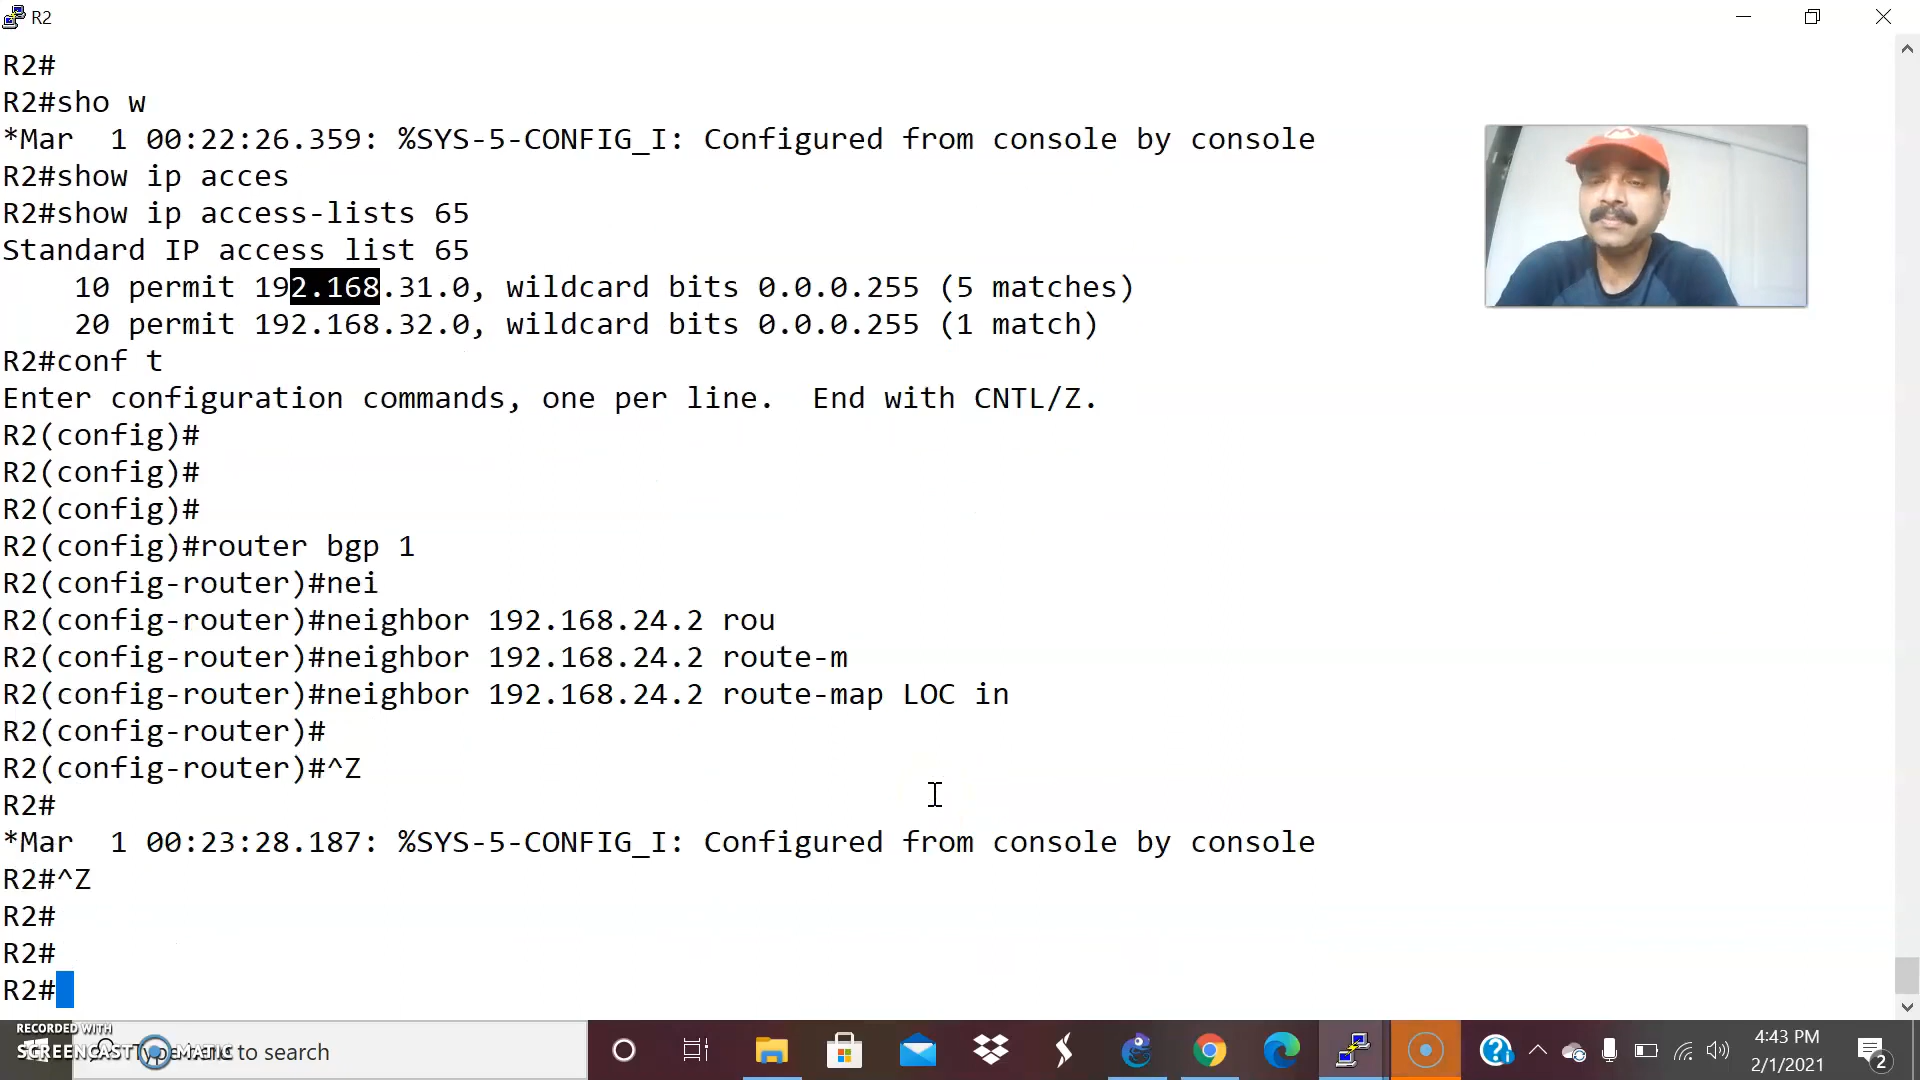 R2
R2#
R2#sho w
*Mar  1 00:22:26.359: %SYS-5-CONFIG_I: Configured from console by console
R2#show ip acces
R2#show ip access-lists 65
Standard IP access list 65
    10 permit 192.168.31.0, wildcard bits 0.0.0.255 (5 matches)
    20 permit 192.168.32.0, wildcard bits 0.0.0.255 (1 match)
R2#conf t
Enter configuration commands, one per line.  End with CNTL/Z.
R2(config)#
R2(config)#
R2(config)#
R2(config)#router bgp 1
R2(config-router)#nei
R2(config-router)#neighbor 192.168.24.2 rou
R2(config-router)#neighbor 192.168.24.2 route-m
R2(config-router)#neighbor 192.168.24.2 route-map LOC in
R2(config-router)#
R2(config-router)#^Z
R2#
*Mar  1 00:23:28.187: %SYS-5-CONFIG_I: Configured from console by console
R2#^Z
R2#
R2#
R2#
RECORDED WITH
SCREENCAST MATIC
Type here to search
4:43 PM
2/1/2021
2